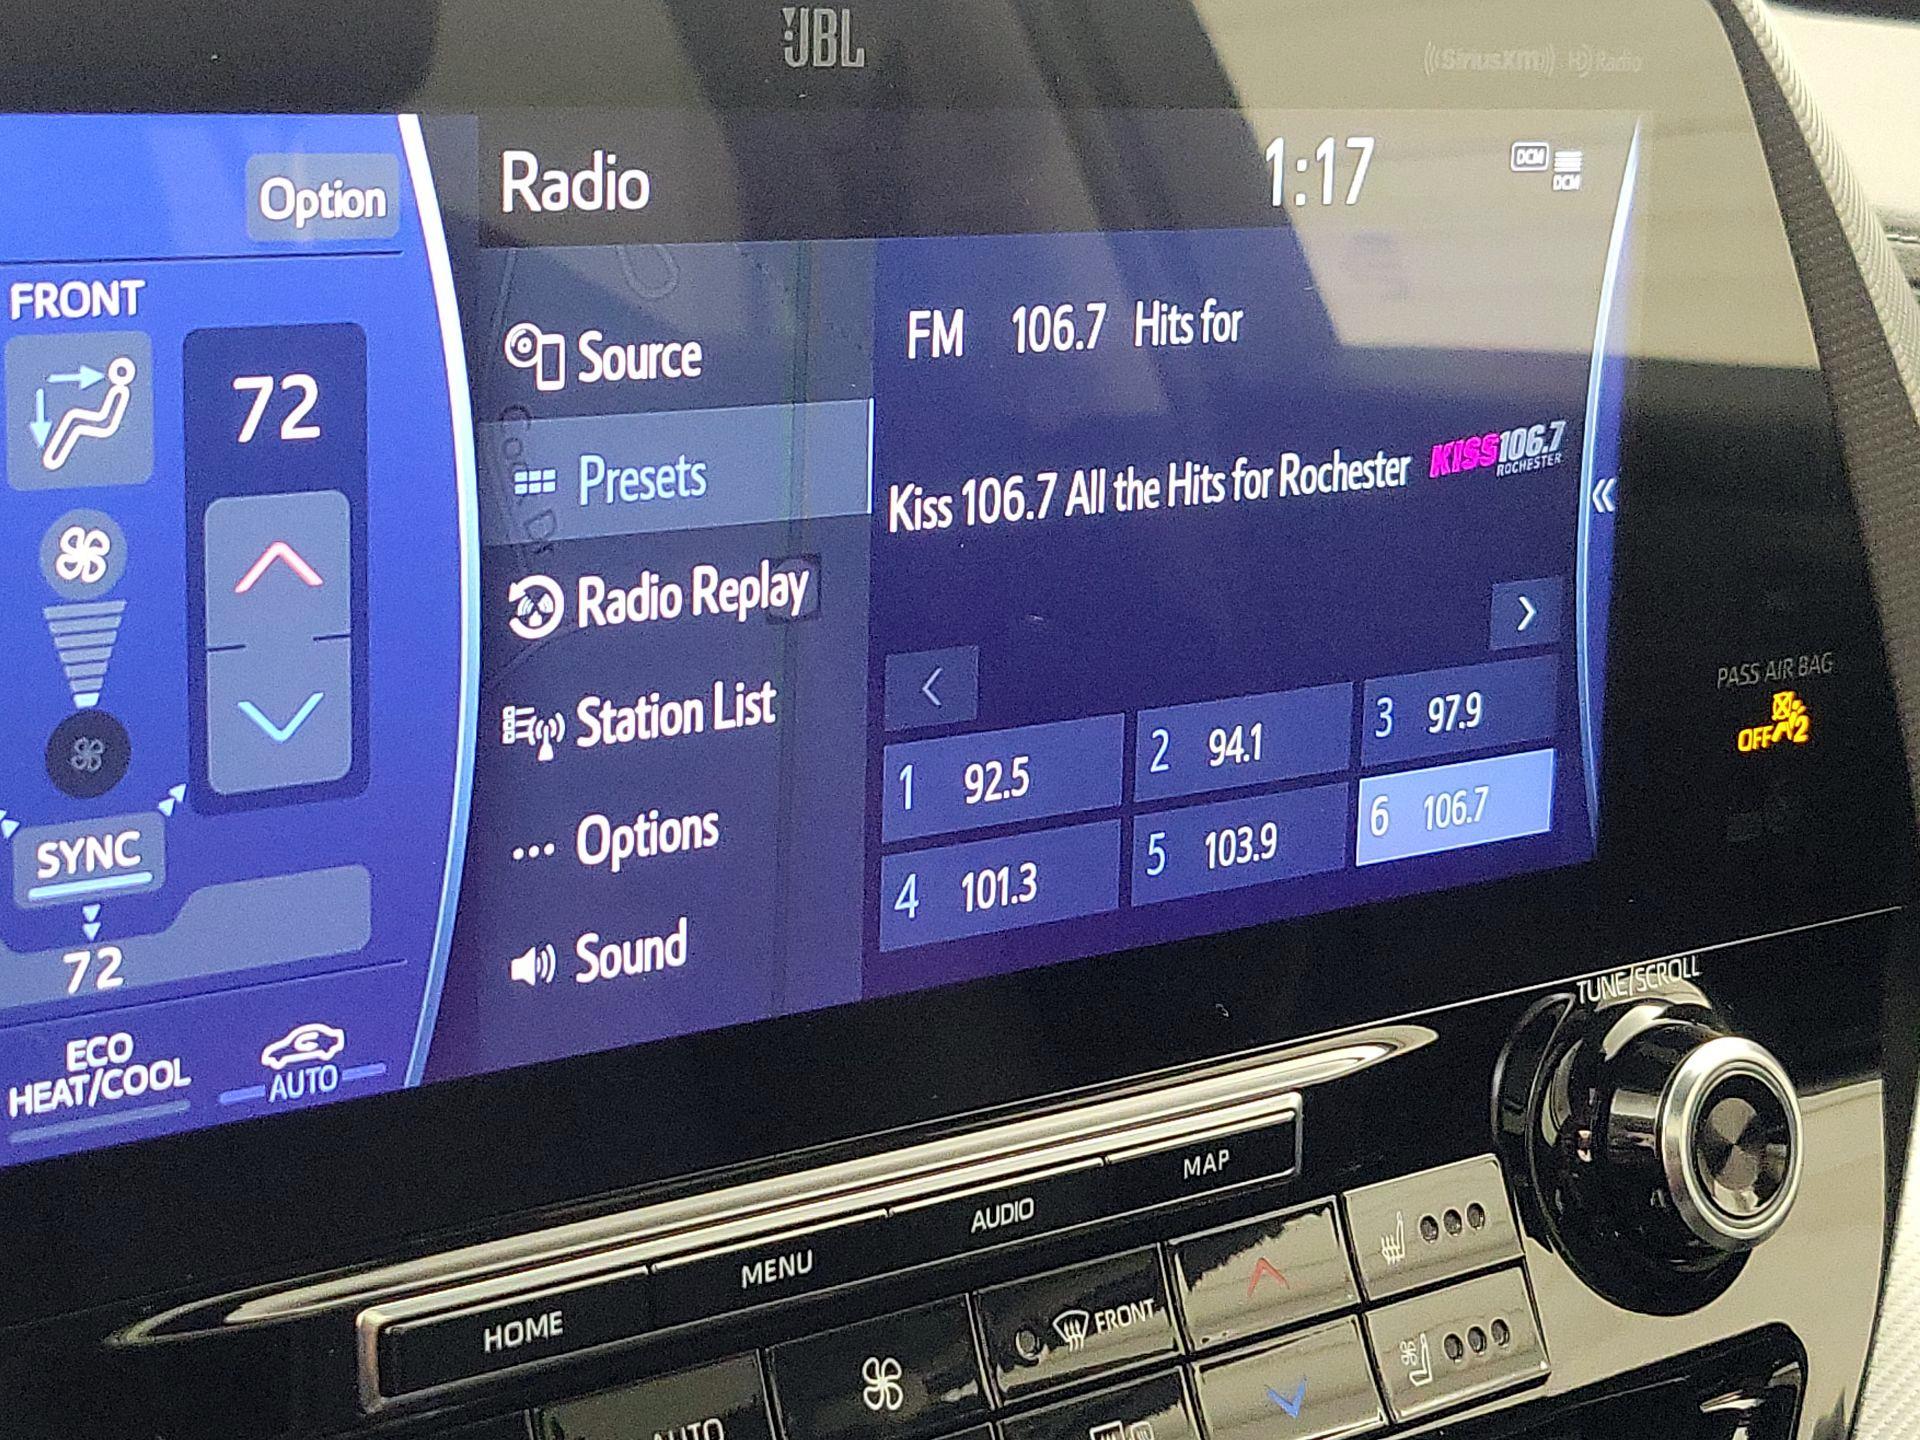 JBL
((SiriusXM)) HD Radio
Option
Radio
1:17
DCM
DCM
FRONT
72
Source
Presets
Radio Replay
Station List
Options
Sound
FM 106.7 Hits for
Kiss 106.7 All the Hits for Rochester
KISS 106.7
ROCHESTER
1 92.5
2 94.1
3 97.9
4 101.3
5 103.9
6 106.7
SYNC
72
ECO
HEAT/COOL
AUTO
PASS AIR BAG
OFF 2
TUNE/SCROLL
HOME
MENU
AUDIO
MAP
FRONT
AUTO